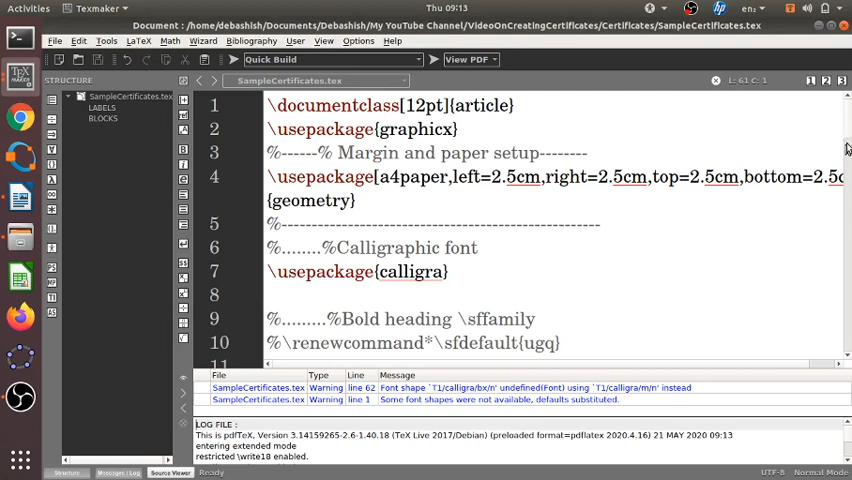 Activities Texmaker Thu 09:13 en₂
Document : /home/debashish/Documents/Debashish/My YouTube Channel/VideoOnCreatingCertificates/Certificates/SampleCertificates.tex
File Edit Tools LaTeX Math Wizard Bibliography User View Options Help
Quick Build View PDF
STRUCTURE SampleCertificates.tex L: 61 C: 1 1 2 3
SampleCertificates.tex
LABELS
BLOCKS
1 \documentclass[12pt]{article}
2 \usepackage{graphicx}
3 %------% Margin and paper setup--------
4 \usepackage[a4paper,left=2.5cm,right=2.5cm,top=2.5cm,bottom=2.5c
{geometry}
5 %-----------------------------------------------------
6 %........%Calligraphic font
7 \usepackage{calligra}
8
9 %.........%Bold heading \sffamily
10 %\renewcommand*\sfdefault{ugq}
11
File Type Line Message
SampleCertificates.tex Warning line 62 Font shape `T1/calligra/bx/n' undefined(Font) using `T1/calligra/m/n' instead
SampleCertificates.tex Warning line 1 Some font shapes were not available, defaults substituted.
LOG FILE :
This is pdfTeX, Version 3.14159265-2.6-1.40.18 (TeX Live 2017/Debian) (preloaded format=pdflatex 2020.4.16) 21 MAY 2020 09:13
entering extended mode
restricted \write18 enabled.
Structure Messages / Log Source Viewer Ready UTF-8 Normal Mode